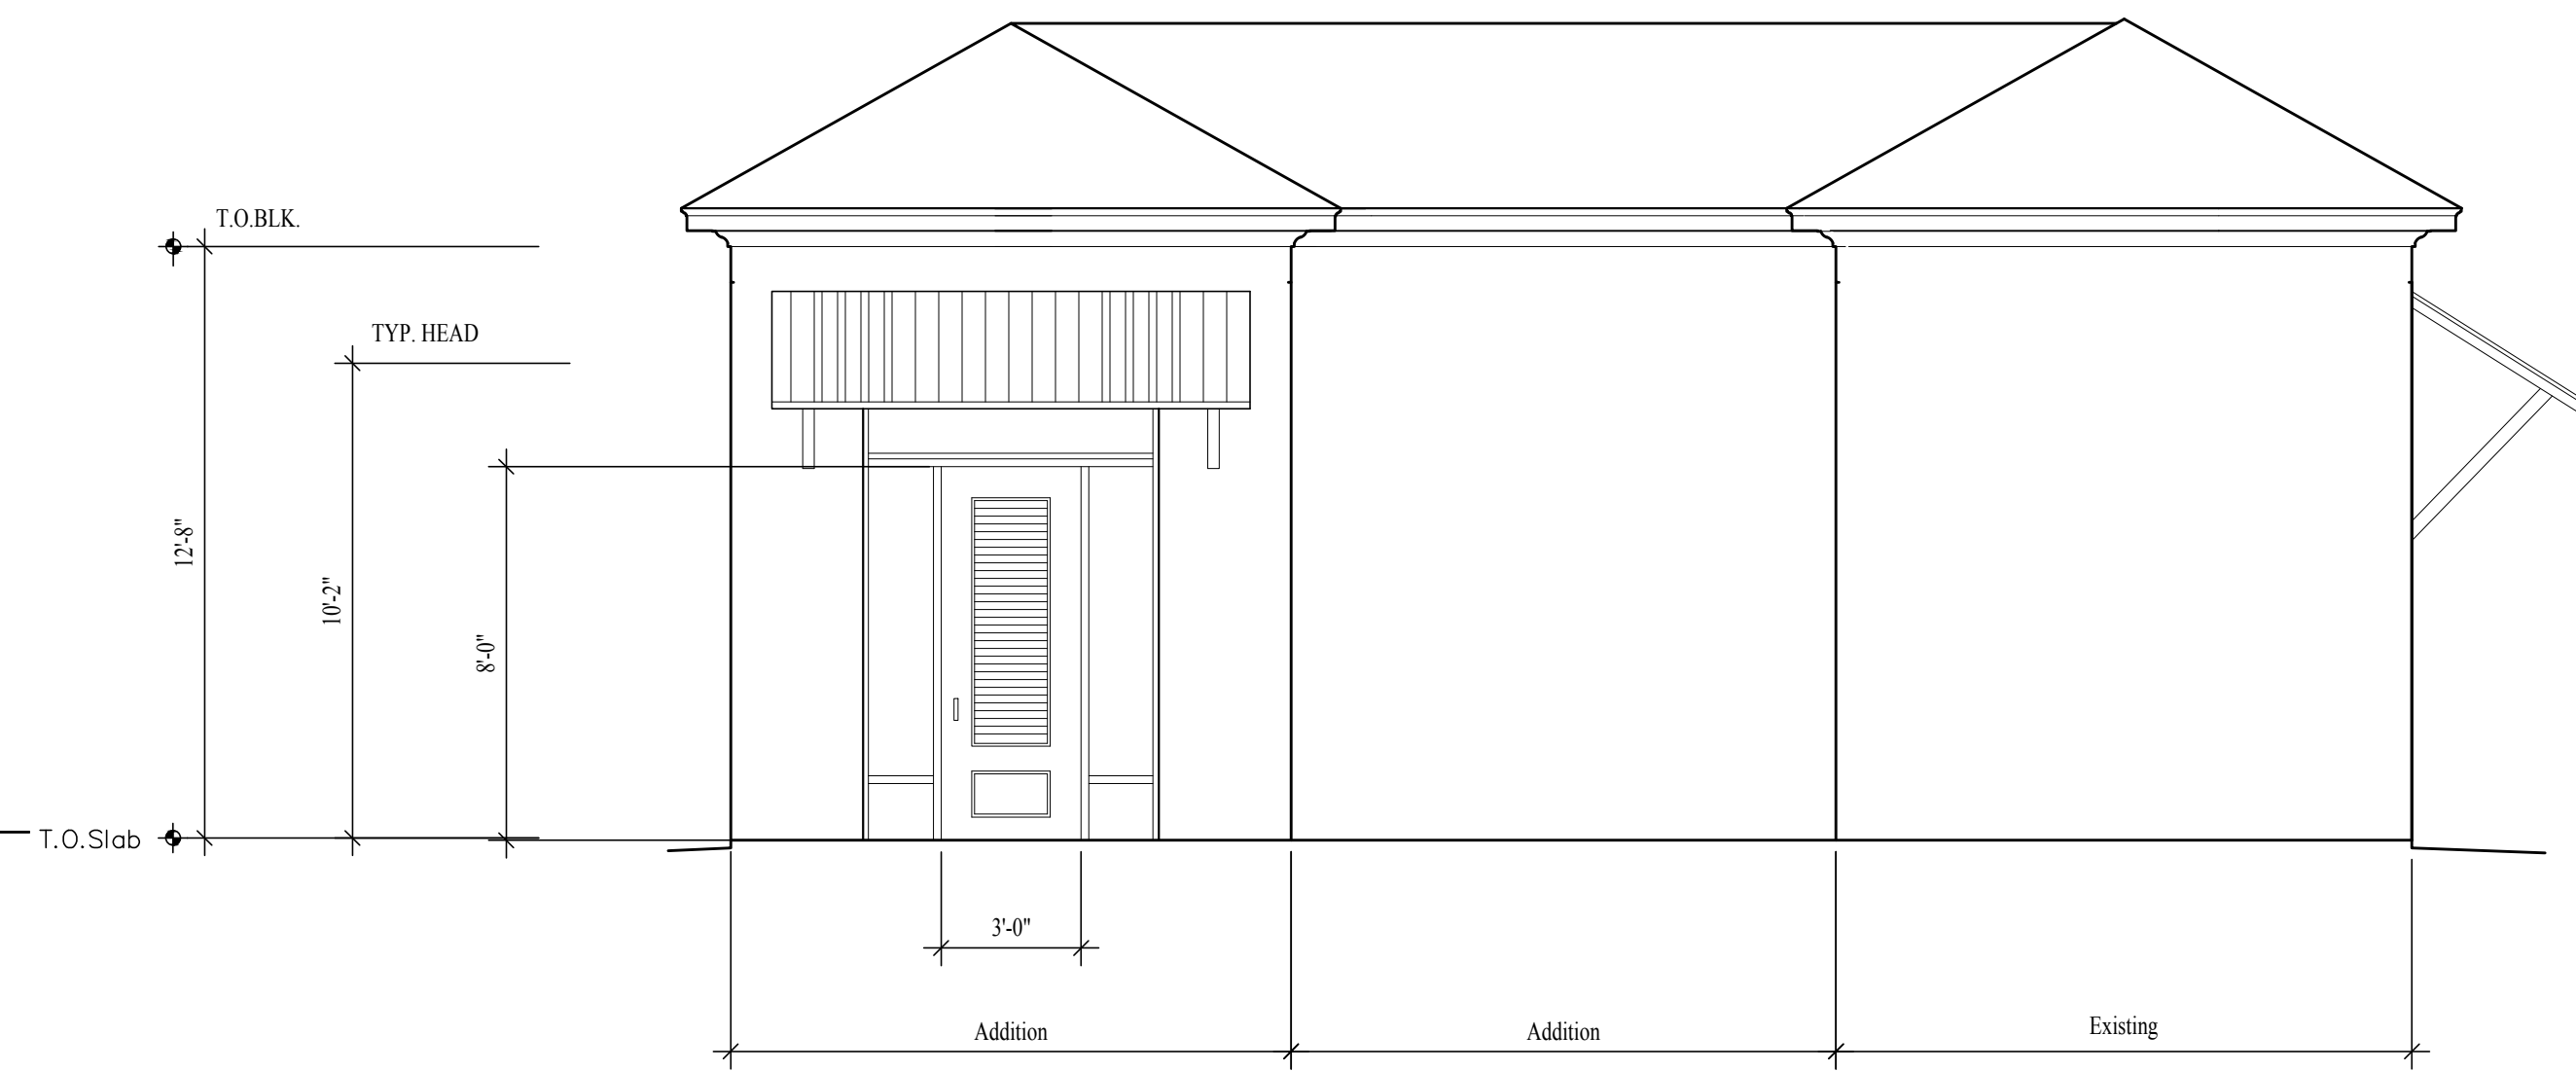 T.O.BLK.
TYP. HEAD
12'-8"
10'-2"
8'-0"
T.O.Slab
3'-0"
Addition
Addition
Existing